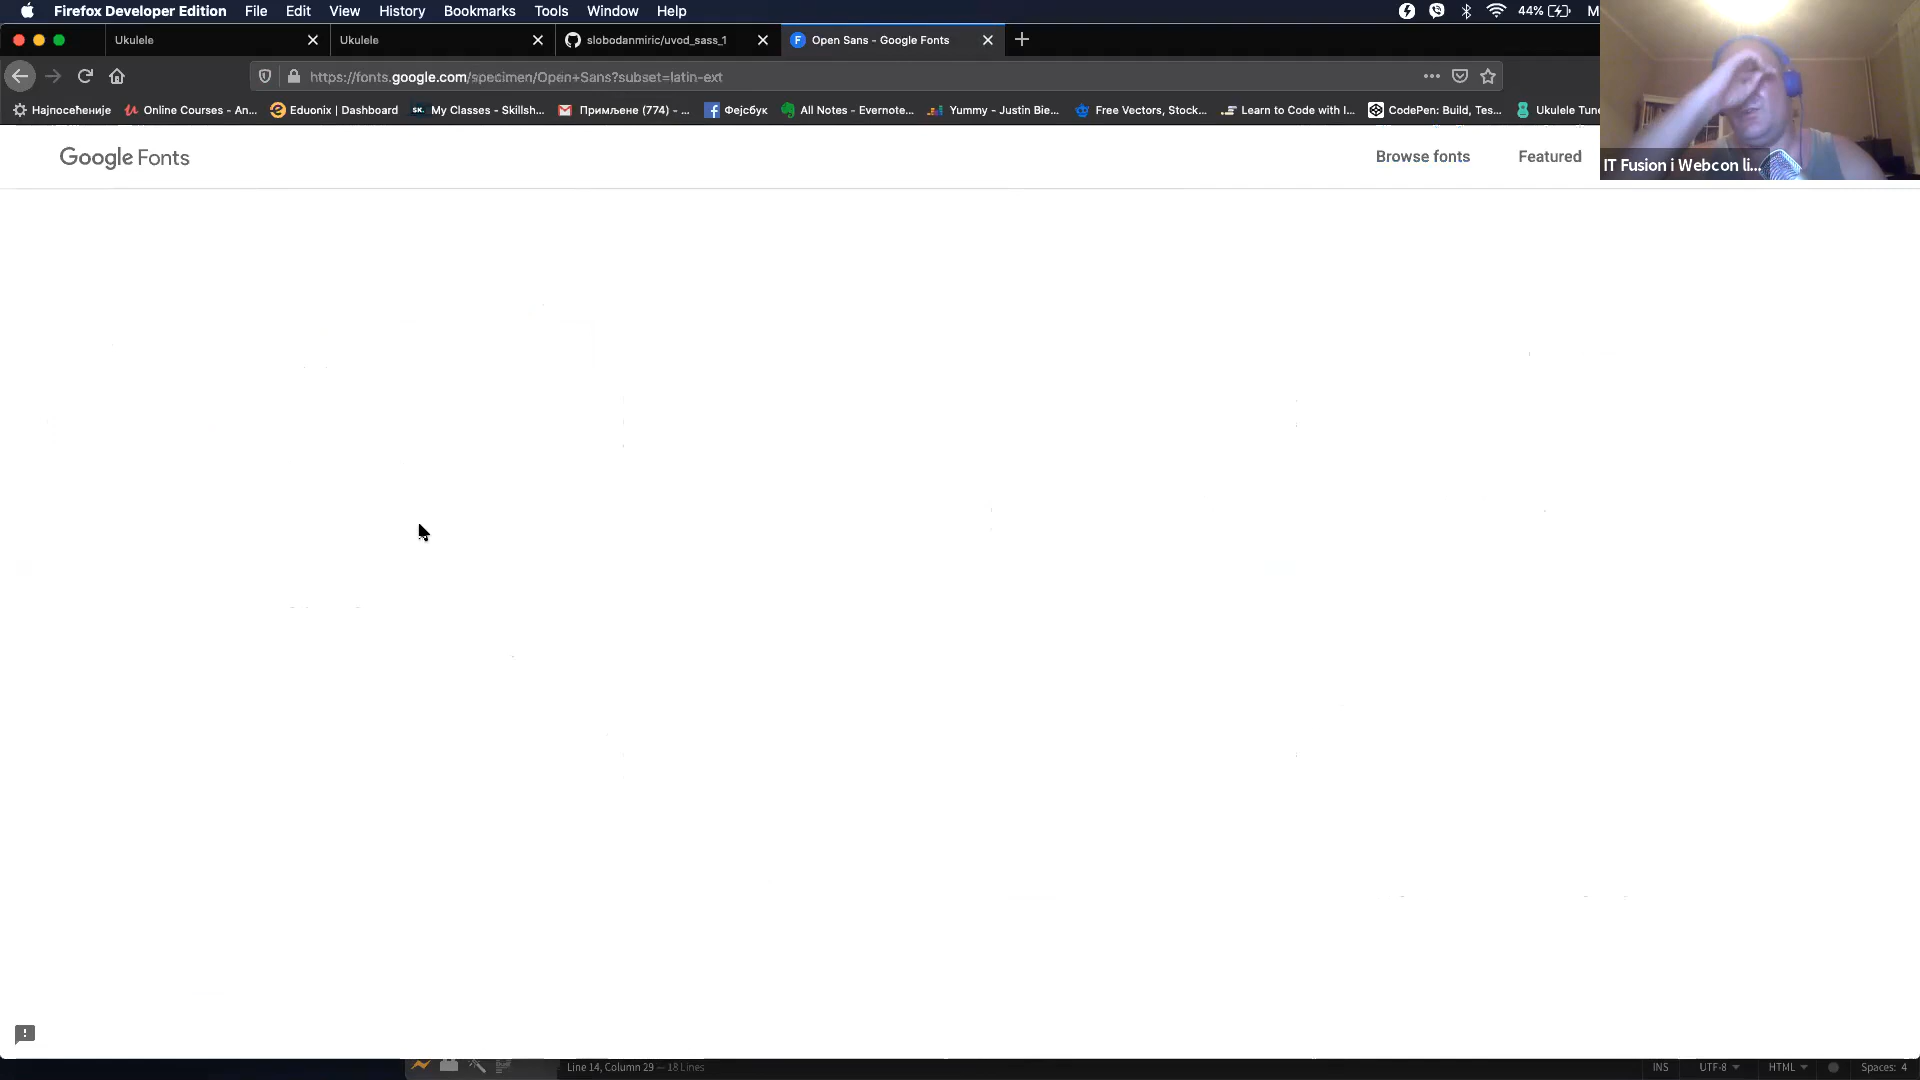 Firefox Developer Edition File Edit View History Bookmarks Tools Window Help 44% M
Ukulele Ukulele slobodanmiric/uvod_sass_1 Open Sans - Google Fonts
https://fonts.google.com/specimen/Open+Sans?subset=latin-ext
Најпосећеније Online Courses - An... Eduonix | Dashboard My Classes - Skillsh... Примљене (774) - ... Фејсбук All Notes - Evernote... Yummy - Justin Bie... Free Vectors, Stock... Learn to Code with I... CodePen: Build, Tes... Ukulele Tune
Google Fonts Browse fonts Featured
IT Fusion i Webcon li...
Line 14, Column 29 — 18 Lines INS UTF-8 HTML Spaces: 4